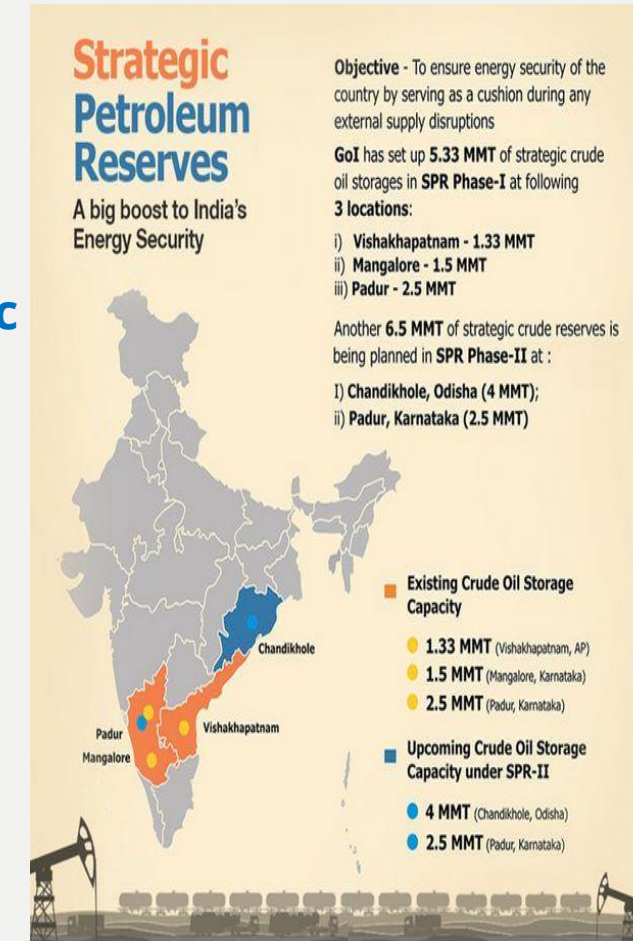 Strategic
Petroleum
Reserves
A big boost to India's
Energy Security
Objective - To ensure energy security of the
country by serving as a cushion during any
external supply disruptions
GoI has set up 5.33 MMT of strategic crude
oil storages in SPR Phase-I at following
3 locations:
i) Vishakhapatnam - 1.33 MMT
ii) Mangalore - 1.5 MMT
iii) Padur - 2.5 MMT
Another 6.5 MMT of strategic crude reserves is
being planned in SPR Phase-II at :
I) Chandikhole, Odisha (4 MMT);
ii) Padur, Karnataka (2.5 MMT)
c
Chandikhole
Padur
Vishakhapatnam
Mangalore
Existing Crude Oil Storage
Capacity
1.33 MMT (Vishakhapatnam, AP)
1.5 MMT (Mangalore, Karnataka)
2.5 MMT (Padur, Karnataka)
Upcoming Crude Oil Storage
Capacity under SPR-II
4 MMT (Chandikhole, Odisha)
2.5 MMT (Padur, Karnataka)